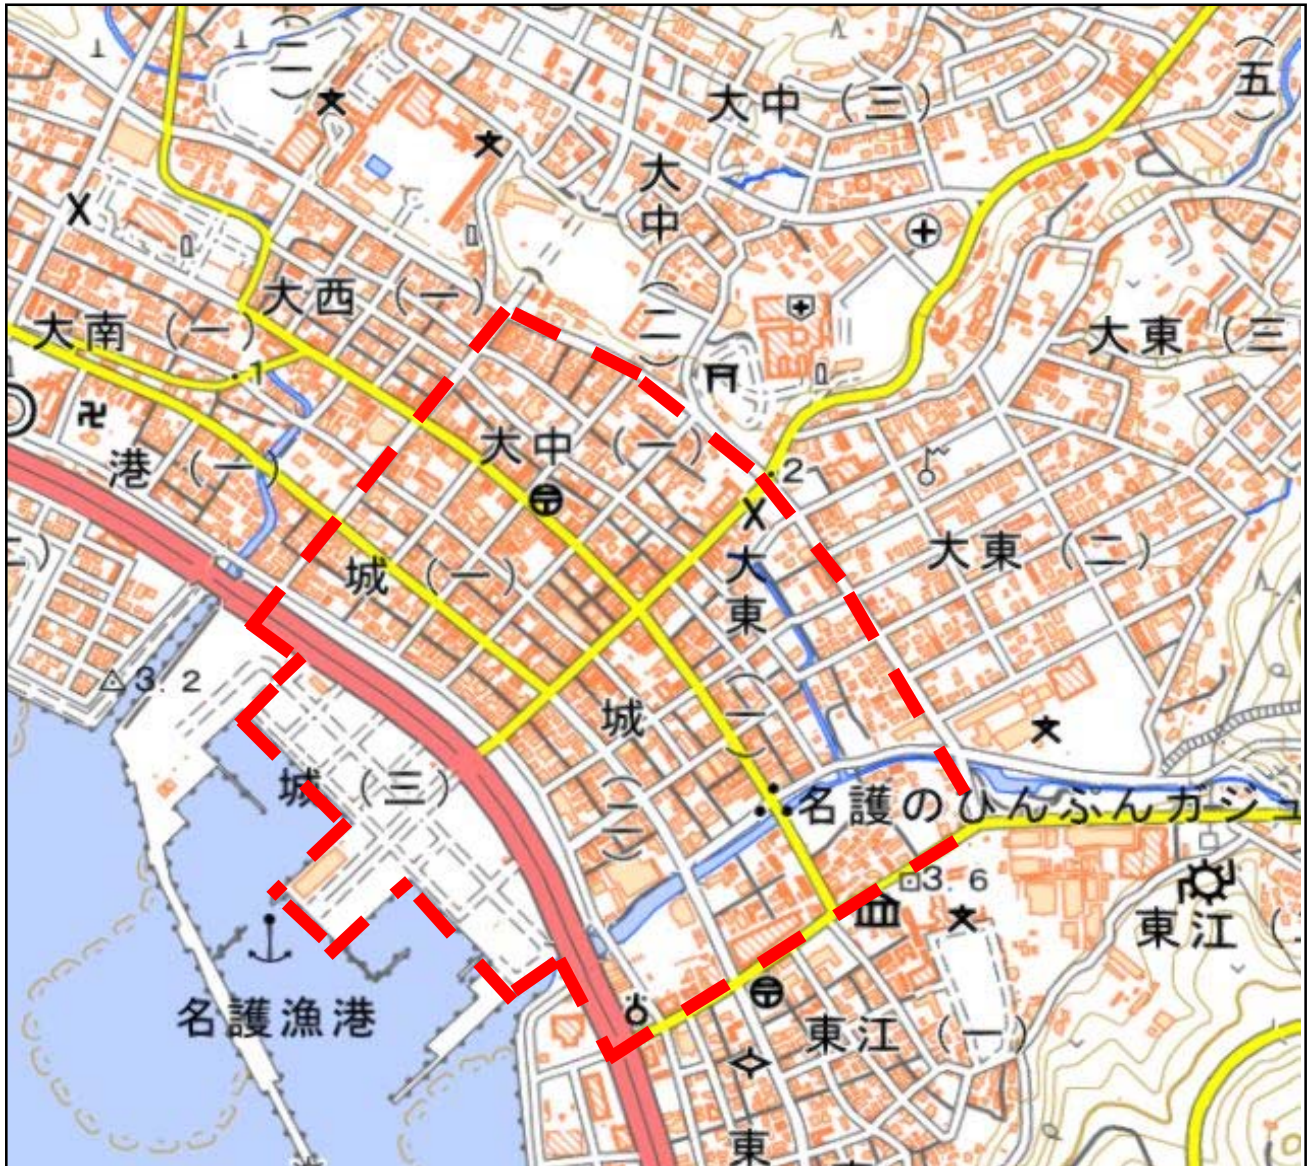 (二)
大中(三)
(五)
大中(二)
大西(一)
大南(一)
大東(三
・1
港(一)
大中(一)
・2
城(一)
大東(二)
大東(一)
3.2
城(二)
城(三)
名護のひんぷんガジュ
3.6
東江(
名護漁港
東江(一)
東